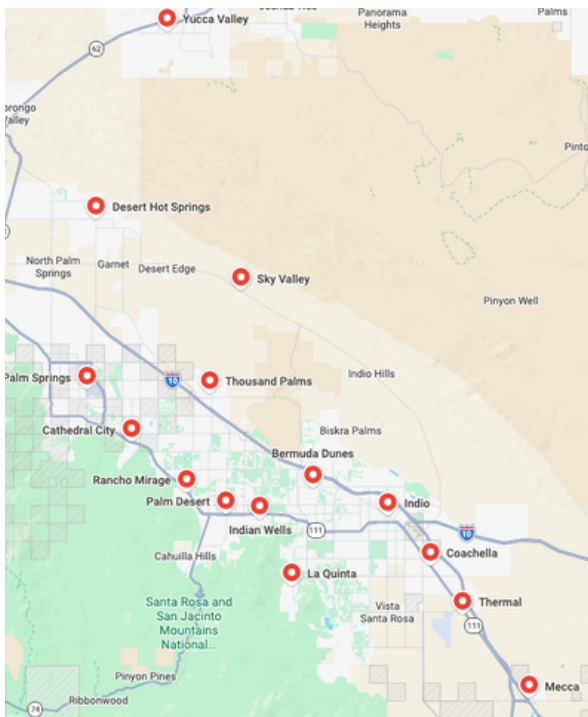 Joshua Tree
Panorama
Heights
Palms
Yucca Valley
62
orongo
Valley
Pinto
Desert Hot Springs
North Palm
Springs
Garnet
Desert Edge
Sky Valley
Pinyon Well
Palm Springs
10
Thousand Palms
Indio Hills
Cathedral City
Biskra Palms
Bermuda Dunes
Rancho Mirage
Palm Desert
Indio
Indian Wells
111
10
Coachella
Cahuilla Hills
La Quinta
Santa Rosa and
San Jacinto
Mountains
National...
Vista
Santa Rosa
Thermal
111
Pinyon Pines
Mecca
Ribbonwood
74